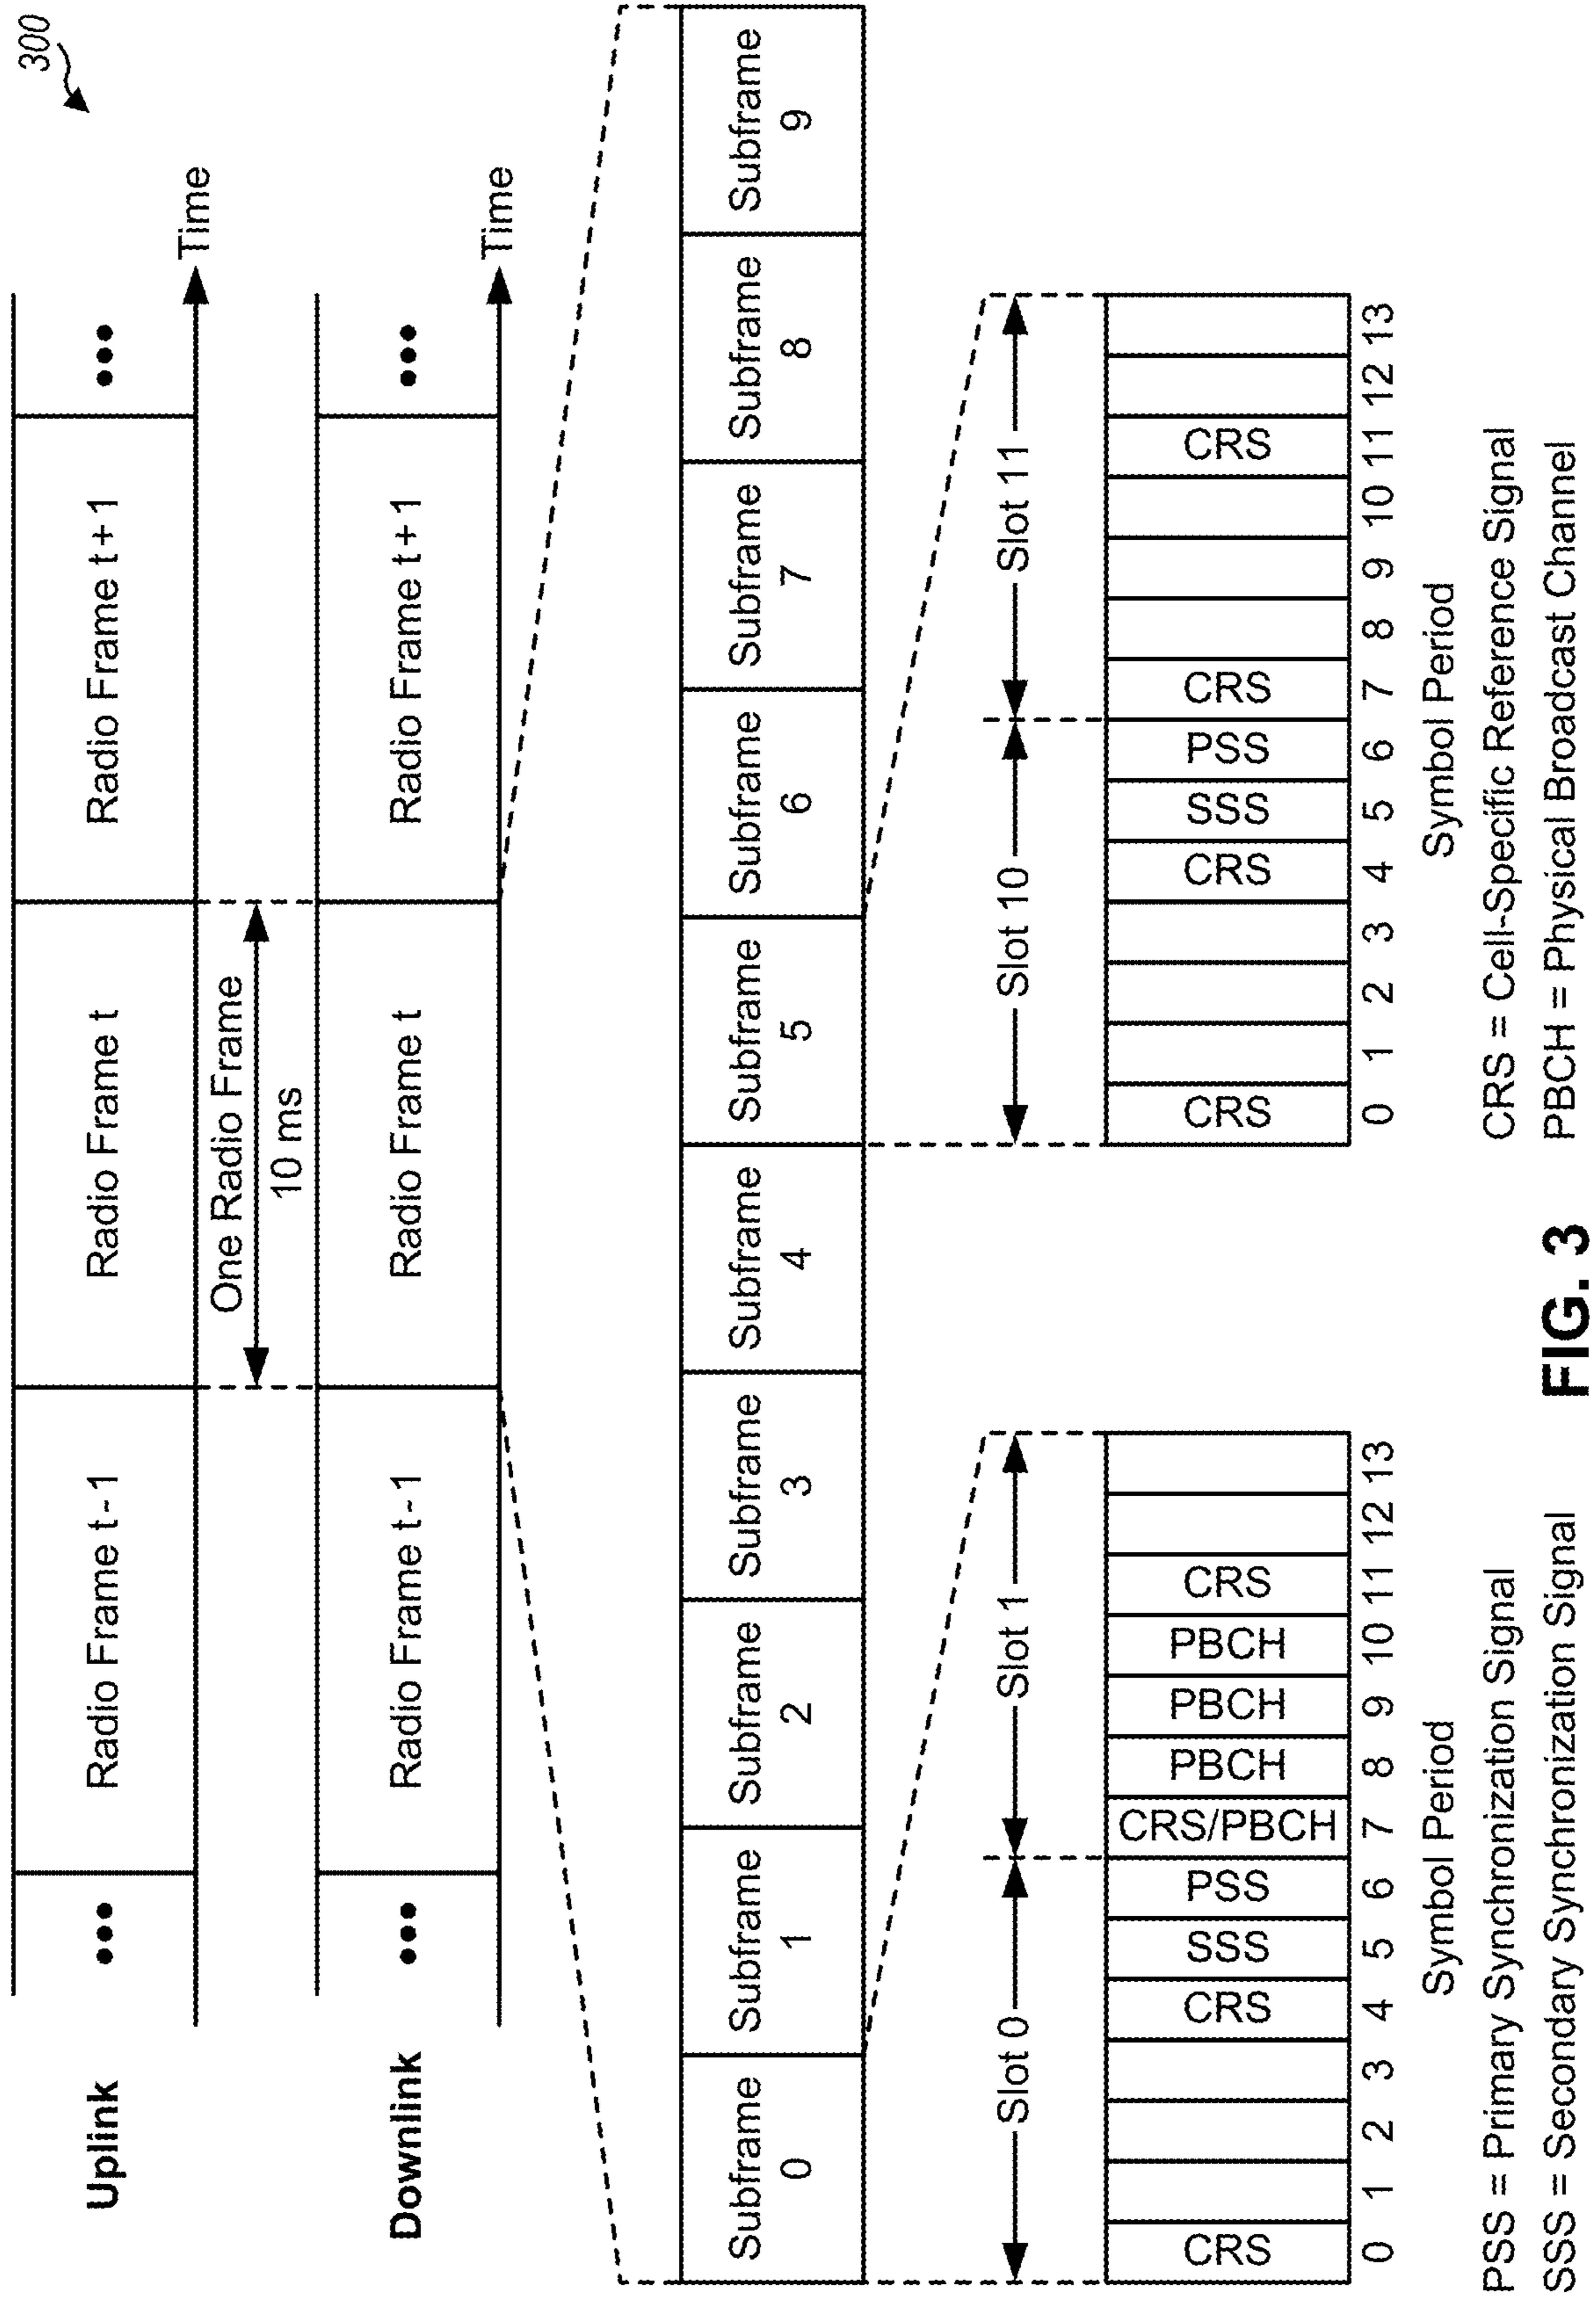 300
Uplink
••• Radio Frame t-1 Radio Frame t Radio Frame t+1 •••
Time
One Radio Frame
10 ms
Downlink
••• Radio Frame t-1 Radio Frame t Radio Frame t+1 •••
Time
Subframe Subframe Subframe Subframe Subframe Subframe Subframe Subframe Subframe Subframe
0 1 2 3 4 5 6 7 8 9
Slot 0 Slot 1
CRS CRS SSS PSS CRS/PBCH PBCH PBCH PBCH CRS
0 1 2 3 4 5 6 7 8 9 10 11 12 13
Symbol Period
Slot 10 Slot 11
CRS CRS SSS PSS CRS CRS
0 1 2 3 4 5 6 7 8 9 10 11 12 13
Symbol Period
PSS = Primary Synchronization Signal
SSS = Secondary Synchronization Signal
CRS = Cell-Specific Reference Signal
PBCH = Physical Broadcast Channel
FIG. 3